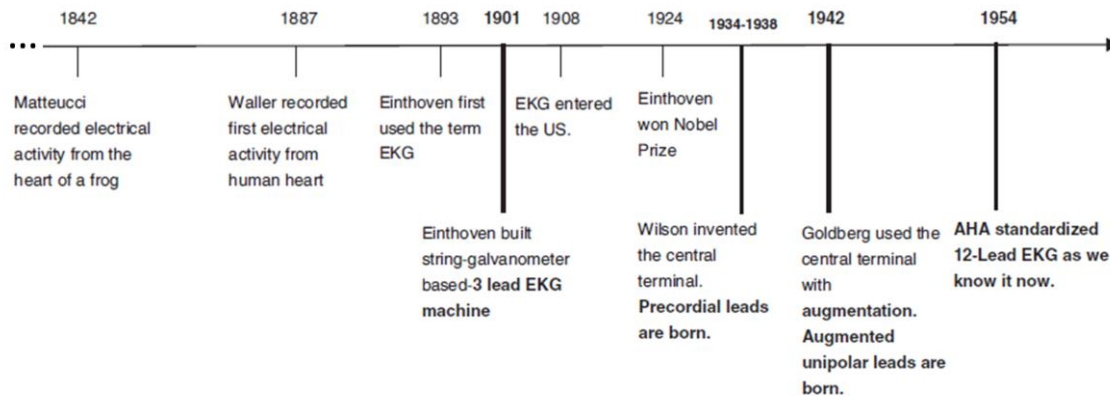 1842
1887
1893
1901
1908
1924
1934-1938
1942
1954
Matteucci
recorded electrical
activity from the
heart of a frog
Waller recorded
first electrical
activity from
human heart
Einthoven first
used the term
EKG
EKG entered
the US.
Einthoven
won Nobel
Prize
Einthoven built
string-galvanometer
based-3 lead EKG
machine
Wilson invented
the central
terminal.
Precordial leads
are born.
Goldberg used the
central terminal
with
augmentation.
Augmented
unipolar leads are
born.
AHA standardized
12-Lead EKG as we
know it now.